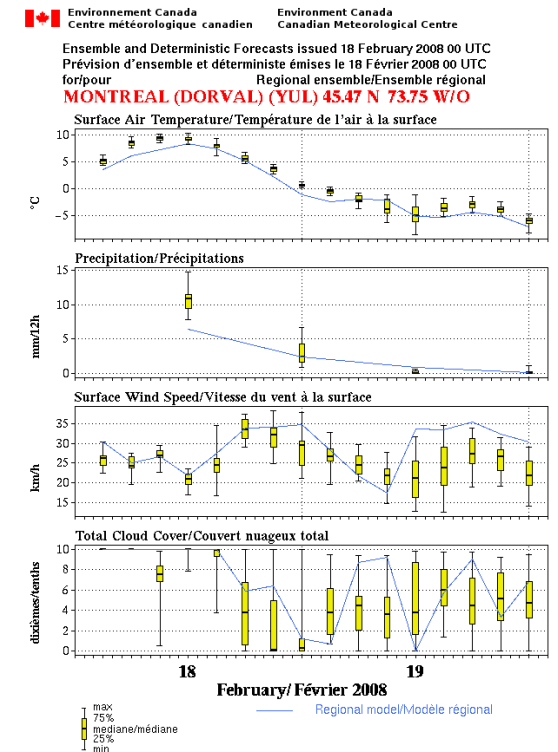 Environnement Canada Environment Canada
Centre météorologique canadien Canadian Meteorological Centre
Ensemble and Deterministic Forecasts issued 18 February 2008 00 UTC
Prévision d'ensemble et déterministe émises le 18 Février 2008 00 UTC
for/pour Regional ensemble/Ensemble régional
MONTREAL (DORVAL) (YUL) 45.47 N 73.75 W/O
Surface Air Temperature/Température de l'air à la surface
10
5
0
-5
°C
Precipitation/Précipitations
15
10
5
0
mm/12h
Surface Wind Speed/Vitesse du vent à la surface
35
30
25
20
15
km/h
Total Cloud Cover/Couvert nuageux total
10
8
6
4
2
0
dixièmes/tenths
18 19
February/Février 2008
max
75%
mediane/médiane
25%
min
Regional model/Modèle régional